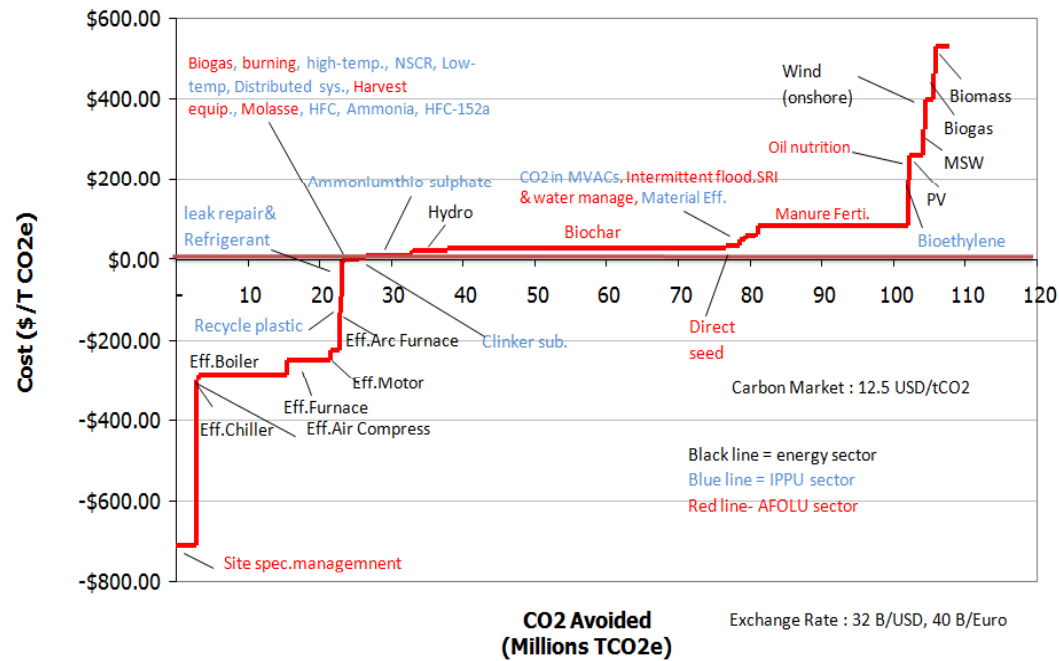 $600.00
$400.00
$200.00
$0.00
-$200.00
-$400.00
-$600.00
-$800.00
Cost ($/T CO2e)
Biogas, burning, high-temp., NSCR, Low-
temp, Distributed sys., Harvest
equip., Molasse, HFC, Ammonia, HFC-152a
Wind
(onshore)
Biomass
Biogas
Oil nutrition
MSW
PV
Ammoniumthio sulphate
CO2 in MVACs, Intermittent flood,SRI
& water manage, Material Eff.
leak repair&
Refrigerant
Hydro
Biochar
Manure Ferti.
Bioethylene
-
10
20
30
40
50
60
70
80
90
100
110
120
Recycle plastic
Eff.Arc Furnace
Clinker sub.
Direct
seed
Eff.Boiler
Eff.Motor
Carbon Market : 12.5 USD/tCO2
Eff.Furnace
Eff.Chiller
Eff.Air Compress
Black line = energy sector
Blue line = IPPU sector
Red line- AFOLU sector
Site spec.managemnent
CO2 Avoided
(Millions TCO2e)
Exchange Rate : 32 B/USD, 40 B/Euro